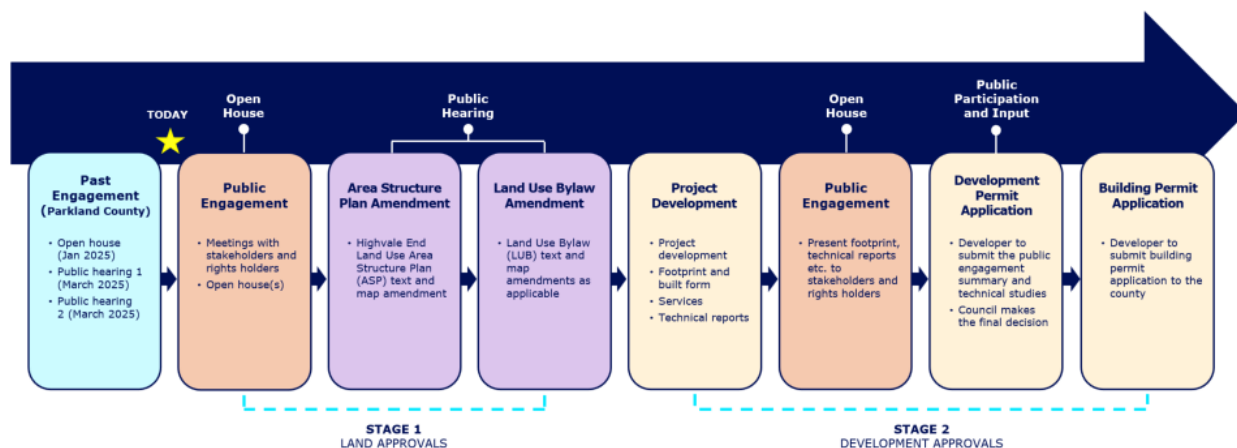 TODAY
Open
House
Public
Hearing
Open
House
Public
Participation
and Input
Past
Engagement
(Parkland County)
• Open house
(Jan 2025)
• Public hearing 1
(March 2025)
• Public hearing
2 (March 2025)
Public
Engagement
• Meetings with
stakeholders and
rights holders
• Open house(s)
Area Structure
Plan Amendment
• Highvale End
Land Use Area
Structure Plan
(ASP) text and
map amendment
Land Use Bylaw
Amendment
• Land Use Bylaw
(LUB) text and
map
amendments as
applicable
Project
Development
• Project
development
• Footprint and
built form
• Services
• Technical reports
Public
Engagement
• Present footprint,
technical reports
etc. to
stakeholders and
rights holders
Development
Permit
Application
• Developer to
submit the public
engagement
summary and
technical studies
• Council makes
the final decision
Building Permit
Application
• Developer to
submit building
permit
application to the
county
STAGE 1
LAND APPROVALS
STAGE 2
DEVELOPMENT APPROVALS